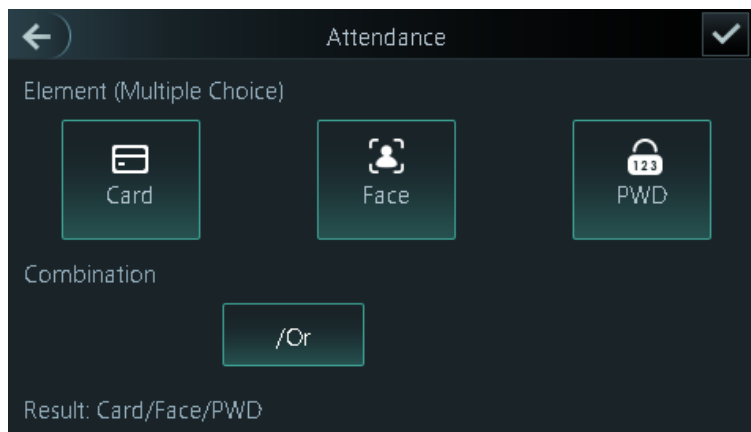 Attendance
Element (Multiple Choice)
Card
Face
123
PWD
Combination
/Or
Result: Card/Face/PWD